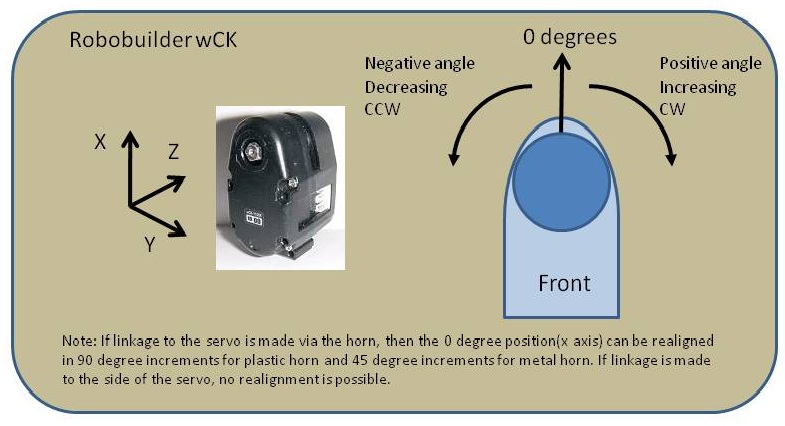 Robobuilder wCK
0 degrees
Negative angle
Decreasing
CCW
Positive angle
Increasing
CW
X
Z
Y
Front
Note: If linkage to the servo is made via the horn, then the 0 degree position(x axis) can be realigned
in 90 degree increments for plastic horn and 45 degree increments for metal horn. If linkage is made
to the side of the servo, no realignment is possible.